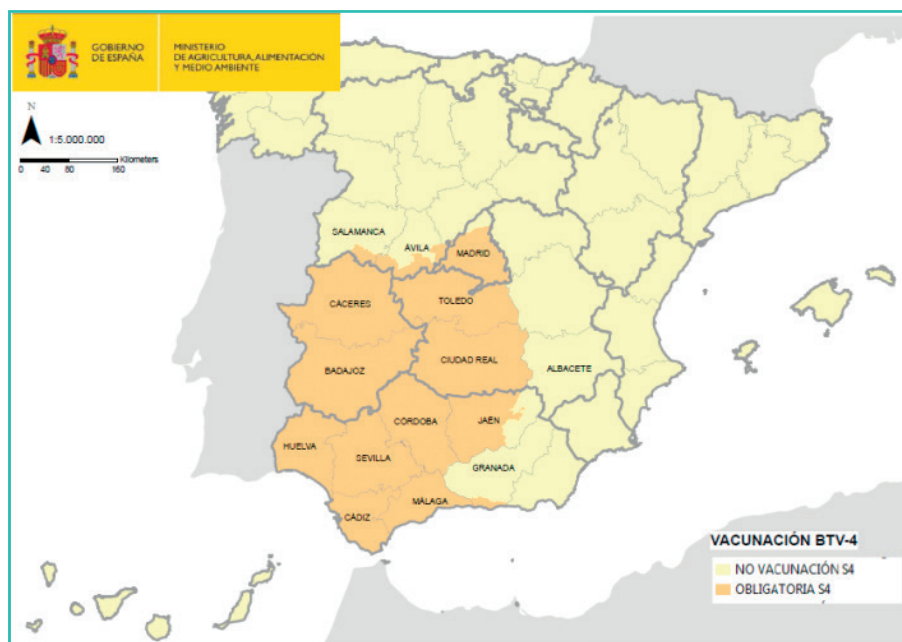 GOBIERNO
DE ESPAÑA
MINISTERIO
DE AGRICULTURA, ALIMENTACIÓN
Y MEDIO AMBIENTE
N
1:5.000.000
Kilometers
0 40 80 160
SALAMANCA
ÁVILA
MADRID
CÁCERES
TOLEDO
BADAJOZ
CIUDAD REAL
ALBACETE
HUELVA
SEVILLA
CORDOBA
JAÉN
GRANADA
CÁDIZ
MÁLAGA
VACUNACIÓN BTV-4
NO VACUNACIÓN S4
OBLIGATORIA S4